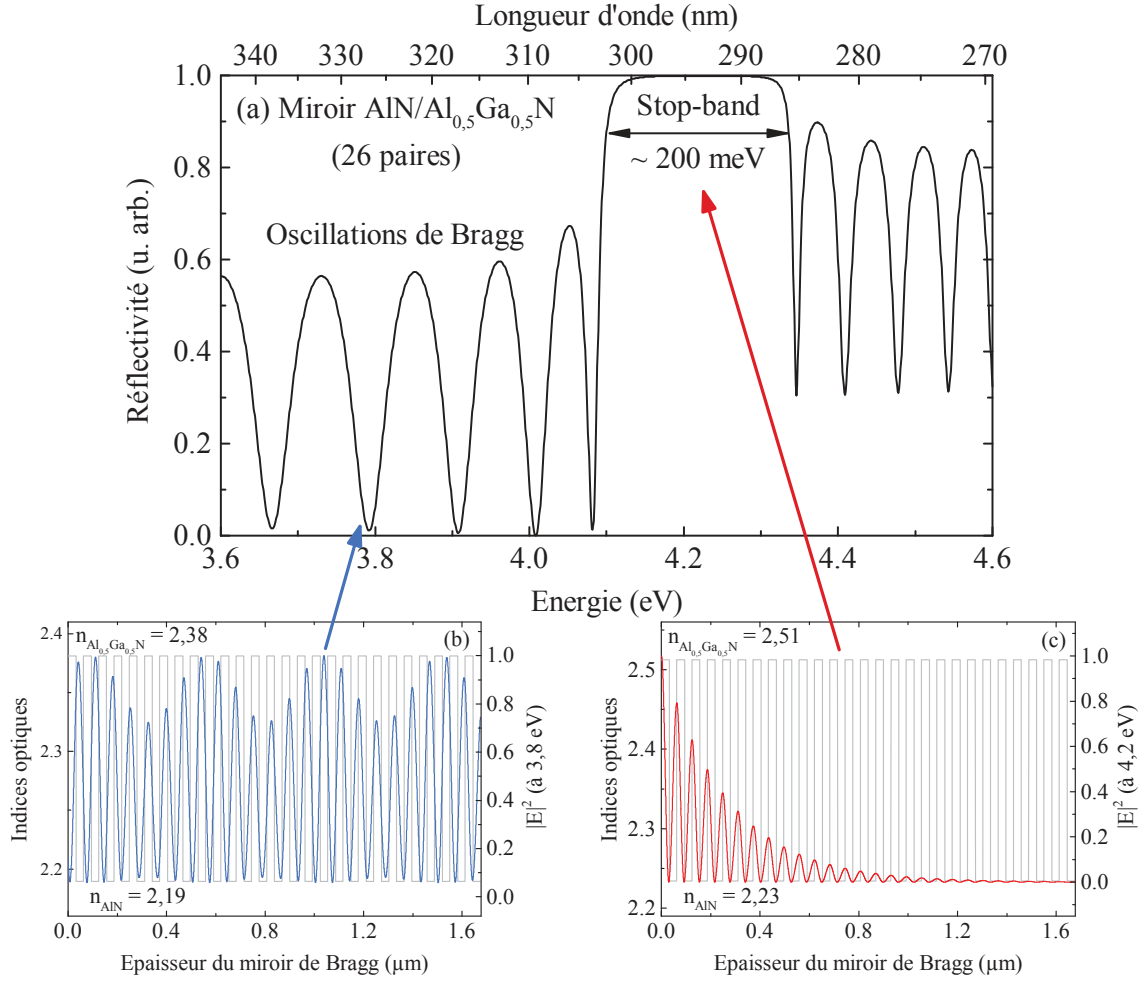 Longueur d'onde (nm)
340 330 320 310 300 290 280 270
(a) Miroir AlN/Al0,5Ga0,5N
(26 paires)
Stop-band
~ 200 meV
Oscillations de Bragg
Réflectivité (u. arb.)
1.0
0.8
0.6
0.4
0.2
0.0
3.6 3.8 4.0 4.2 4.4 4.6
Energie (eV)
(b)
nAl0,5Ga0,5N = 2,38
nAlN = 2,19
Indices optiques
2.4
2.3
2.2
1.0
0.8
0.6
0.4
0.2
0.0
|E|² (à 3,8 eV)
0.0 0.4 0.8 1.2 1.6
Epaisseur du miroir de Bragg (µm)
(c)
nAl0,5Ga0,5N = 2,51
nAlN = 2,23
Indices optiques
2.5
2.4
2.3
2.2
1.0
0.8
0.6
0.4
0.2
0.0
|E|² (à 4,2 eV)
0.0 0.4 0.8 1.2 1.6
Epaisseur du miroir de Bragg (µm)